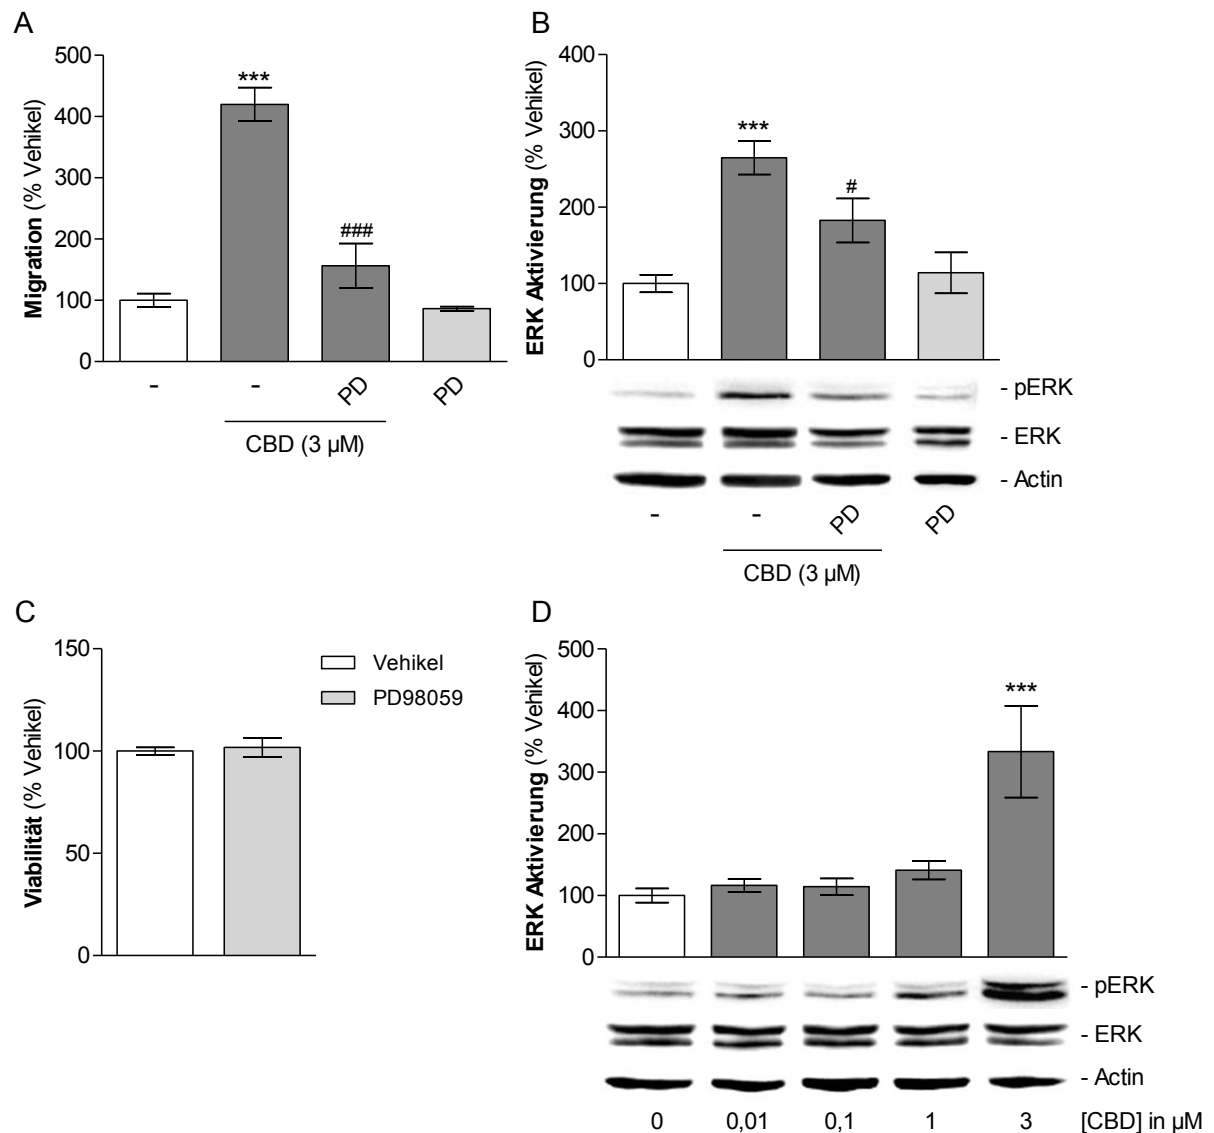 A
Migration (% Vehikel)
500
400
300
200
100
0
***
###
-
-
PD
PD
CBD (3 µM)
B
ERK Aktivierung (% Vehikel)
400
300
200
100
0
***
#
- pERK
- ERK
- Actin
-
-
PD
PD
CBD (3 µM)
C
Viabilität (% Vehikel)
150
100
50
0
Vehikel
PD98059
D
ERK Aktivierung (% Vehikel)
500
400
300
200
100
0
***
- pERK
- ERK
- Actin
0 0,01 0,1 1 3 [CBD] in µM